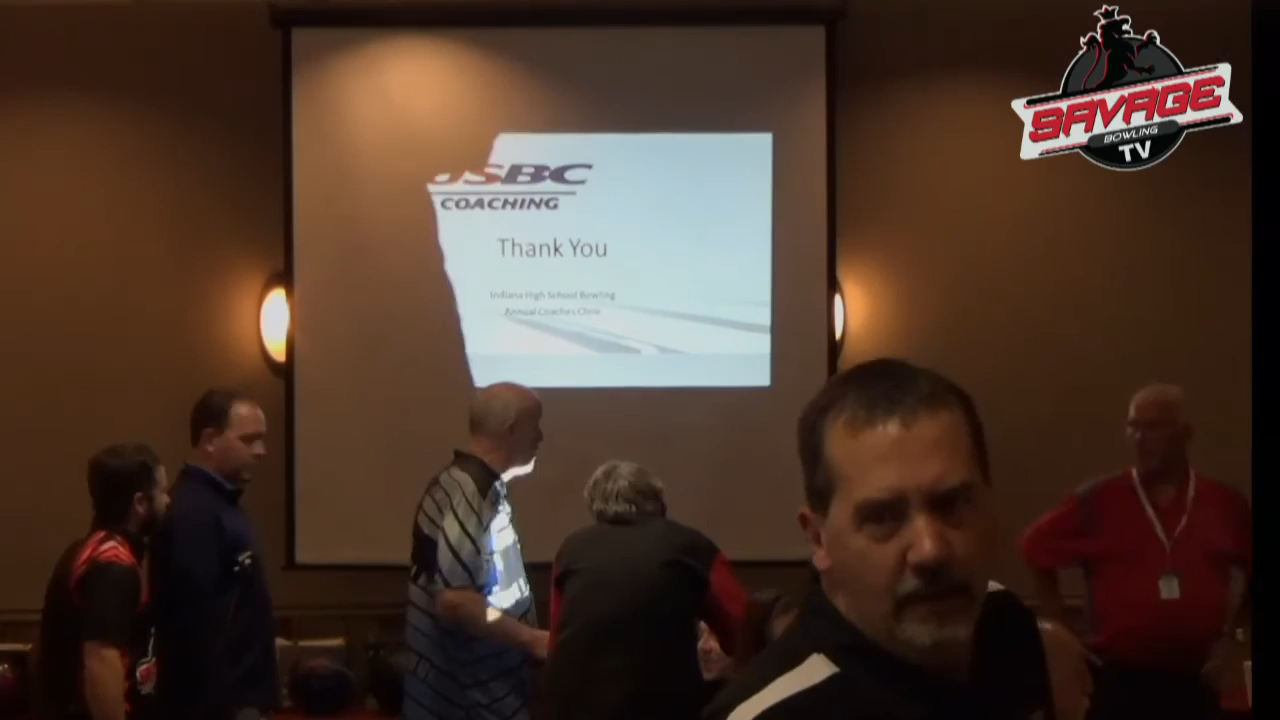 SAVAGE
BOWLING
TV
USBC
COACHING
Thank You
Indiana High School Bowling
Annual Coaches Clinic